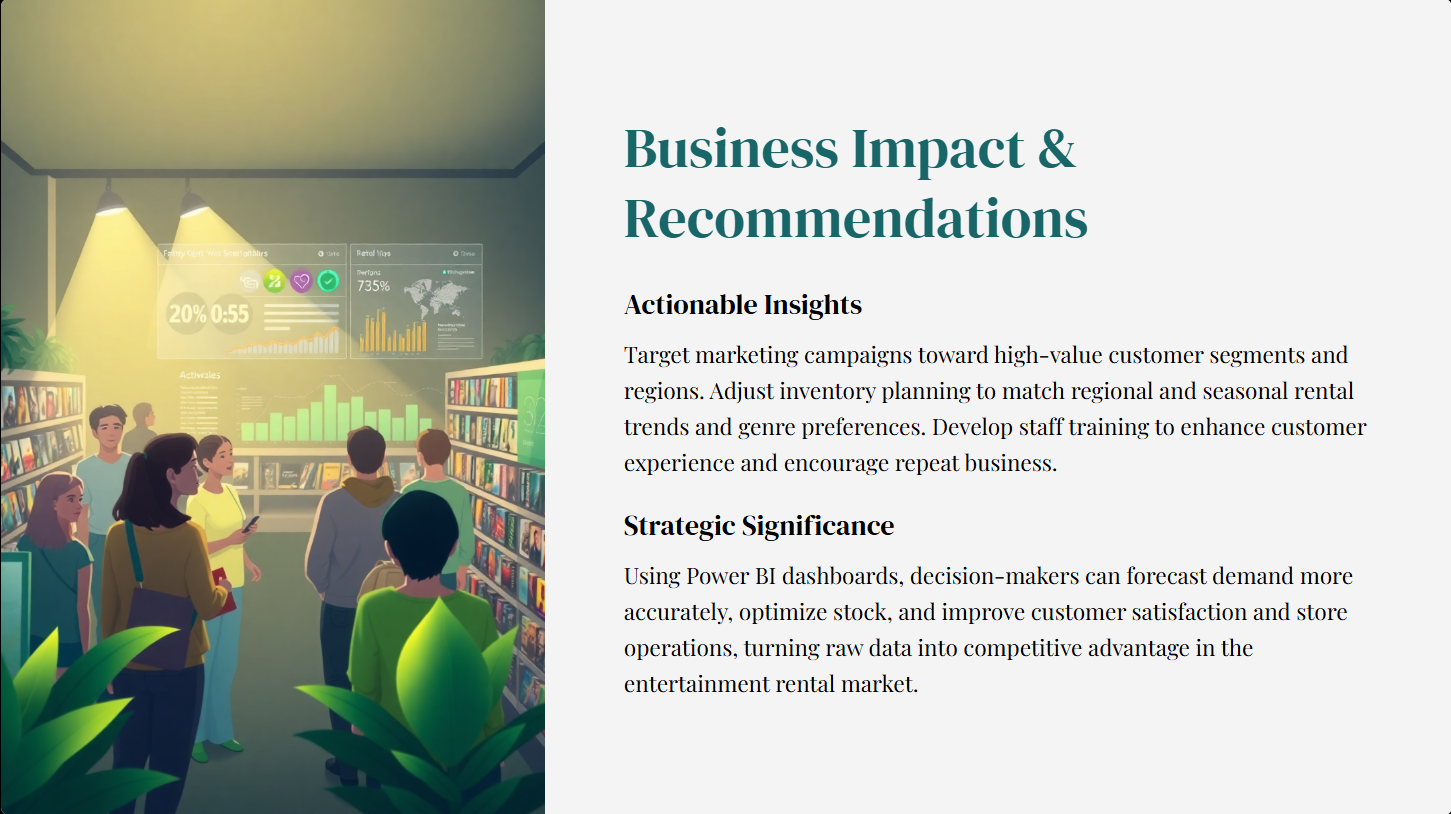 20% 0:55
735%
Business Impact &
Recommendations
Actionable Insights
Target marketing campaigns toward high-value customer segments and
regions. Adjust inventory planning to match regional and seasonal rental
trends and genre preferences. Develop staff training to enhance customer
experience and encourage repeat business.
Strategic Significance
Using Power BI dashboards, decision-makers can forecast demand more
accurately, optimize stock, and improve customer satisfaction and store
operations, turning raw data into competitive advantage in the
entertainment rental market.